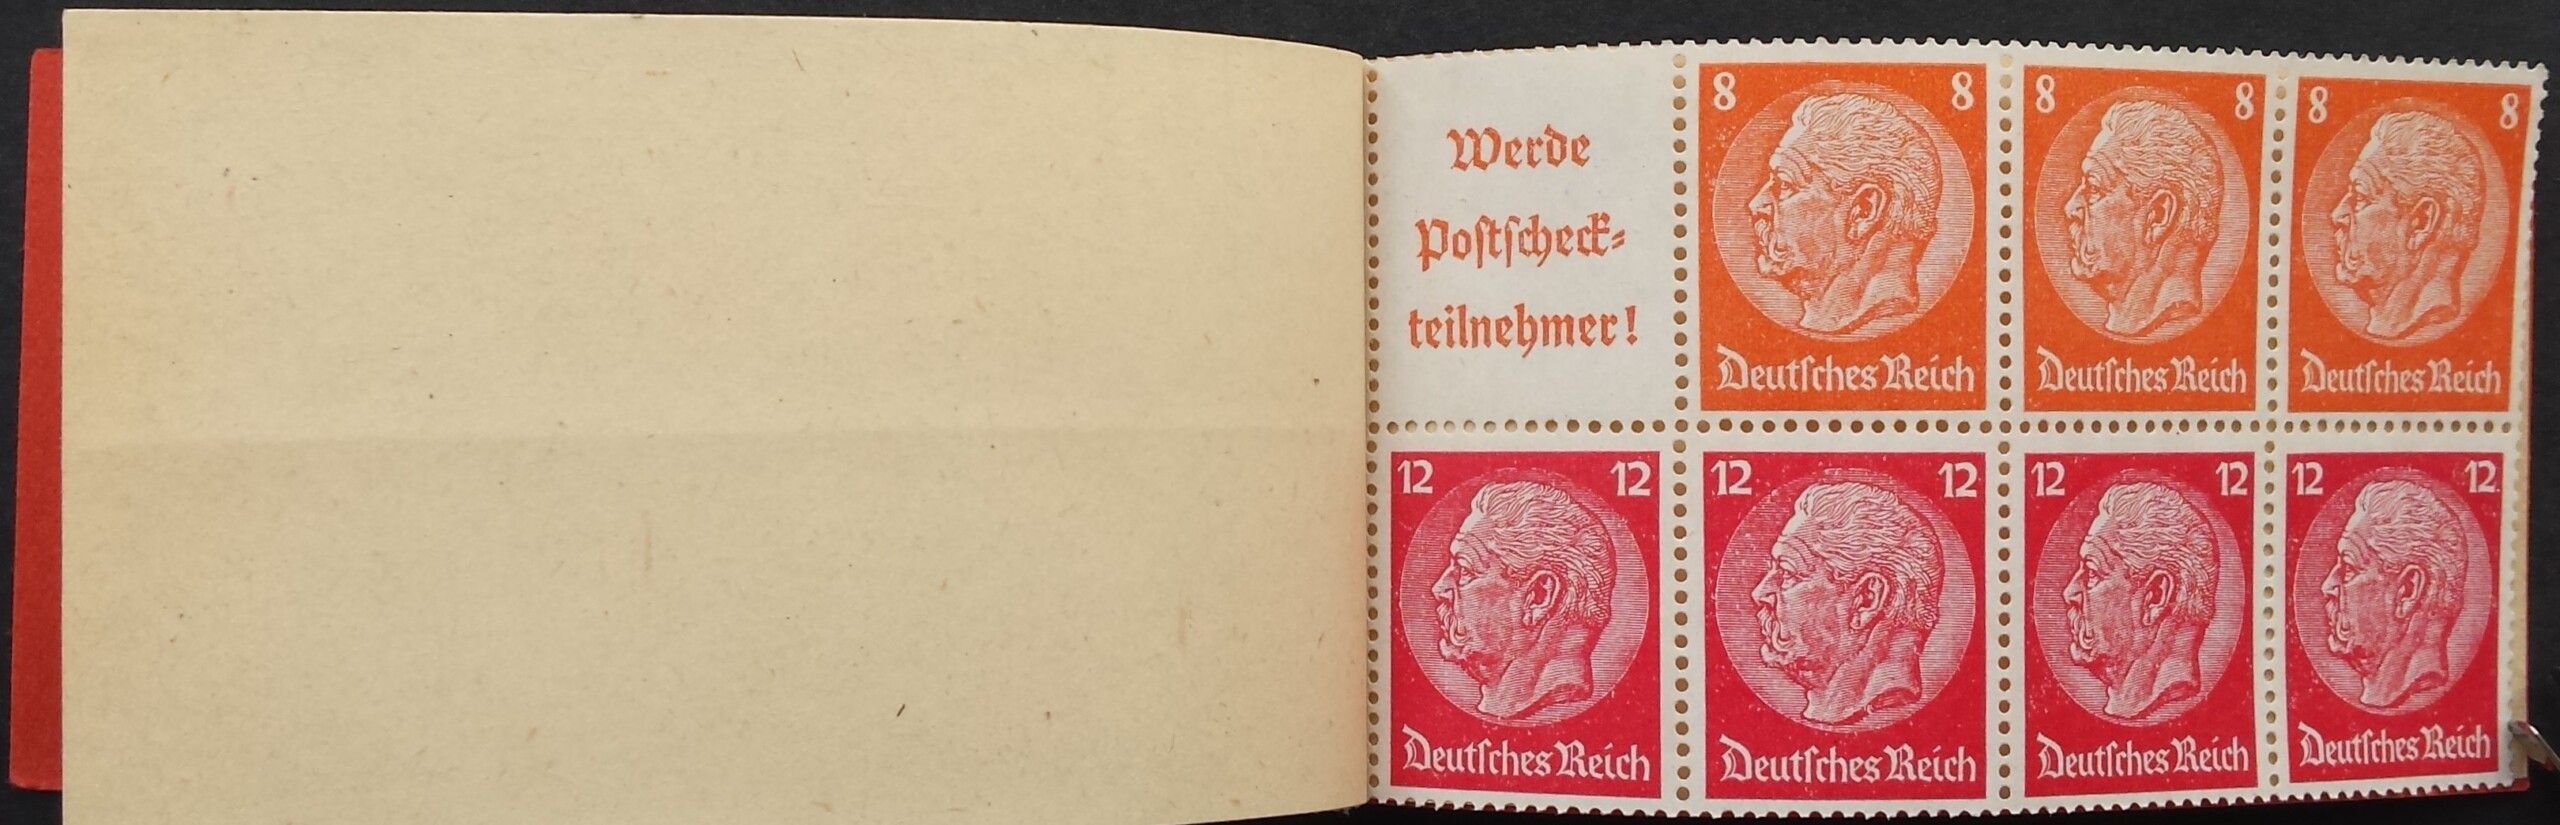 Werde
Poſtſcheck-
teilnehmer!
8 8
Deutſches Reich
8 8
Deutſches Reich
8 8
Deutſches Reich
12 12
Deutſches Reich
12 12
Deutſches Reich
12 12
Deutſches Reich
12 12
Deutſches Reich